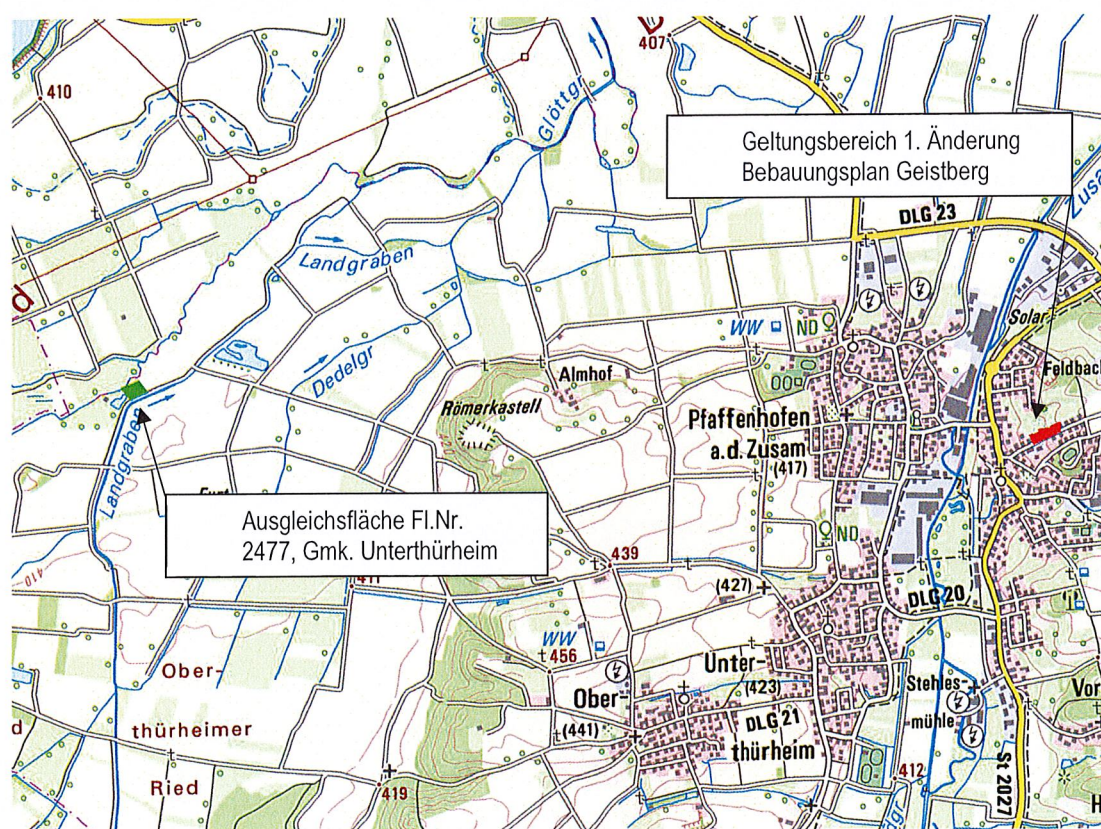 407
410
Glöttgr
Geltungsbereich 1. Änderung
Bebauungsplan Geistberg
DLG 23
Landgraben
Solar
WW
ND
Feldbach
Dedelgr
Almhof
Römerkastell
Pfaffenhofen
a.d. Zusam
(417)
Landgraben
Ausgleichsfläche Fl.Nr.
2477, Gmk. Unterthürheim
ND
439
410
(427)
DLG 20
WW
456
Ober-
Unter-
(423)
Stehles-
mühle
Vor
Ober-
(441)
DLG 21
thürheim
thürheimer
d
Ried
419
412
St 2027
H